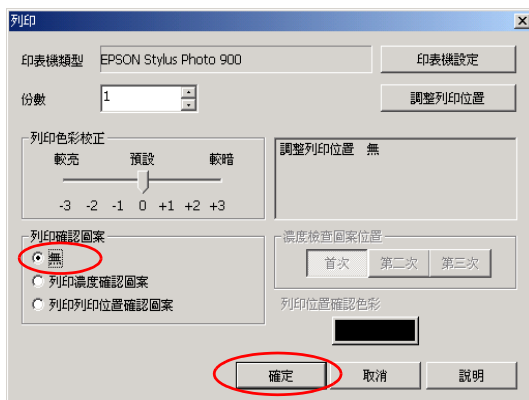 列印
印表機類型 EPSON Stylus Photo 900 印表機設定
份數 1 調整列印位置
列印色彩校正
較亮 預設 較暗
-3 -2 -1 0 +1 +2 +3
調整列印位置 無
列印確認圖案
無
列印濃度確認圖案
列印列印位置確認圖案
濃度檢查圖案位置
首次 第二次 第三次
列印位置確認色彩
確定 取消 說明